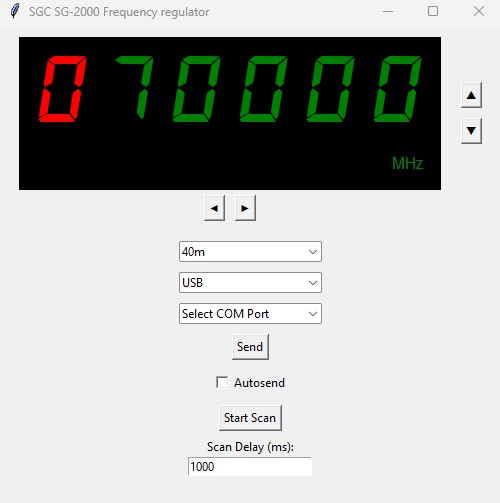 SGC SG-2000 Frequency regulator
070000
MHz
40m
USB
Select COM Port
Send
Autosend
Start Scan
Scan Delay (ms):
1000